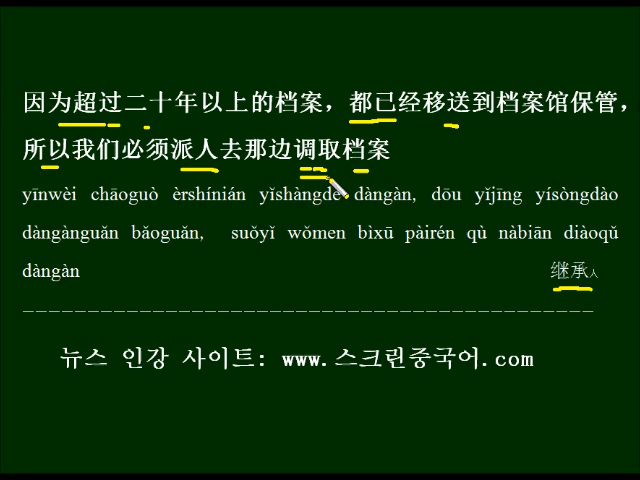 因为超过二十年以上的档案，都已经移送到档案馆保管，
所以我们必须派人去那边调取档案
yīnwèi chāoguò èrshínián yǐshàngde dàngàn, dōu yǐjīng yísòngdào
dàngànguǎn bǎoguǎn, suǒyǐ wǒmen bìxū pàirén qù nàbiān diàoqǔ
dàngàn 继承人
뉴스 인강 사이트: www.스크린중국어.com